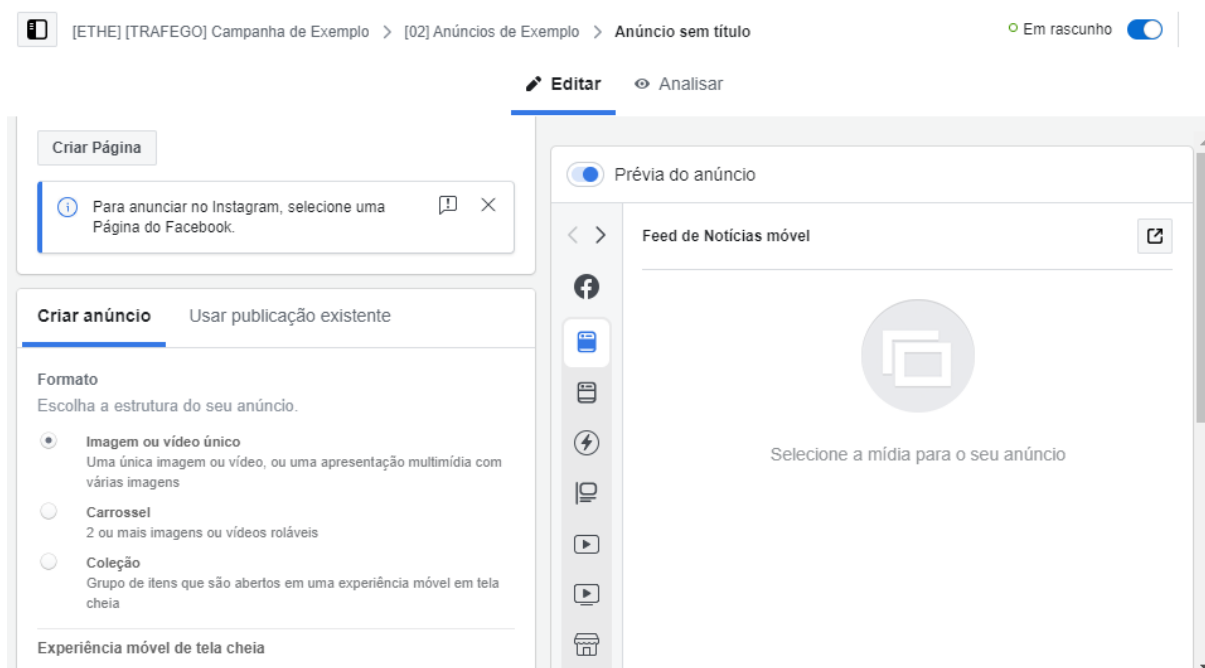 [ETHE] [TRAFEGO] Campanha de Exemplo > [02] Anúncios de Exemplo > Anúncio sem título
Em rascunho
Editar
Analisar
Criar Página
Para anunciar no Instagram, selecione uma
Página do Facebook.
Criar anúncio
Usar publicação existente
Formato
Escolha a estrutura do seu anúncio.
Imagem ou vídeo único
Uma única imagem ou vídeo, ou uma apresentação multimídia com
várias imagens
Carrossel
2 ou mais imagens ou vídeos roláveis
Coleção
Grupo de itens que são abertos em uma experiência móvel em tela
cheia
Experiência móvel de tela cheia
Prévia do anúncio
Feed de Notícias móvel
Selecione a mídia para o seu anúncio